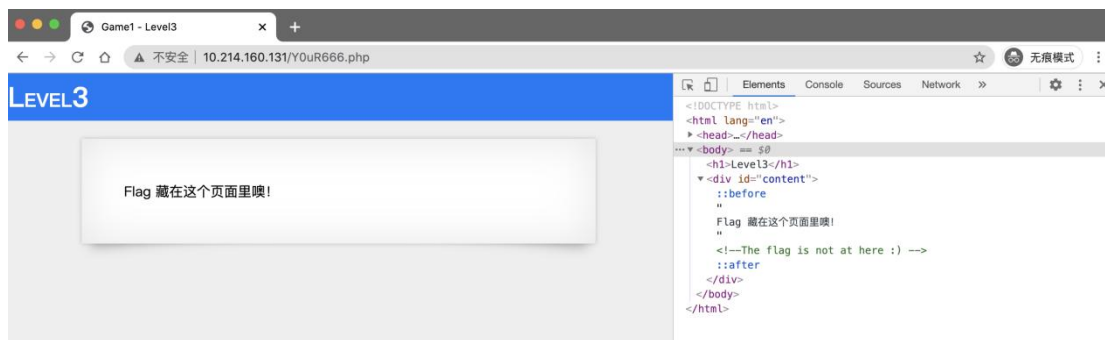 Game1 - Level3
不安全 | 10.214.160.131/Y0uR666.php
无痕模式
LEVEL3
Flag 藏在这个页面里噢!
Elements Console Sources Network »
<!DOCTYPE html>
<html lang="en">
<head>…</head>
<body> == $0
<h1>Level3</h1>
<div id="content">
::before
"
Flag 藏在这个页面里噢!
"
<!--The flag is not at here :) -->
::after
</div>
</body>
</html>